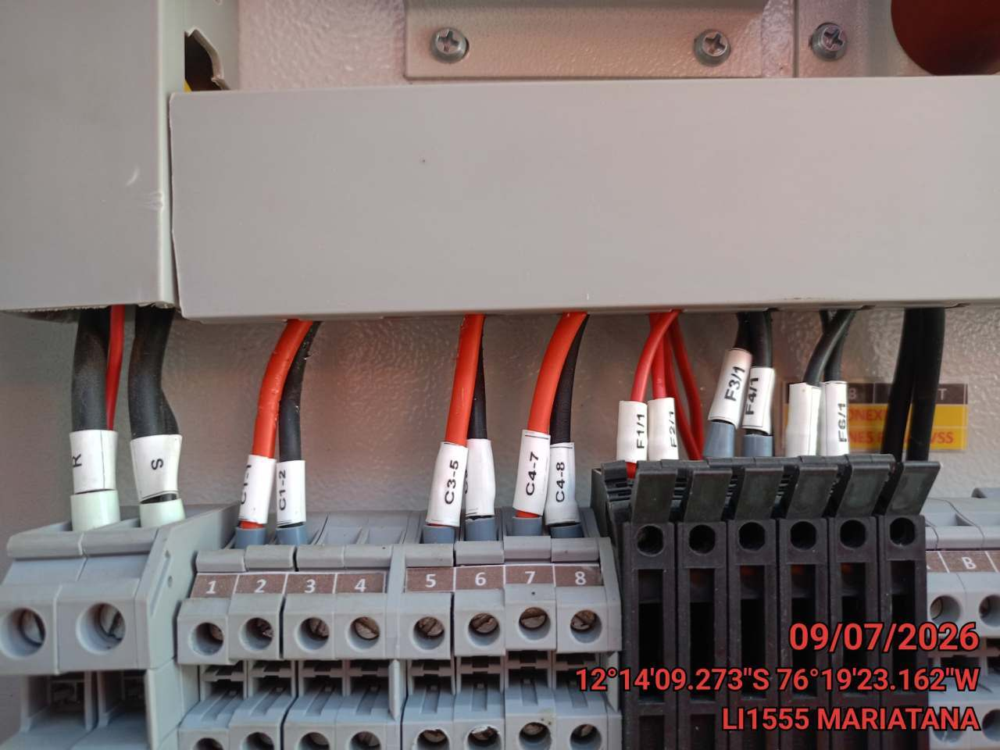 R
S
C1-1
C1-2
C3-5
C4-7
C4-8
F1/1
F2/1
F3/1
F4/1
F6/1
1 2 3 4
5 6 7 8
B
09/07/2026
12°14'09.273"S 76°19'23.162"W
LI1555 MARIATANA